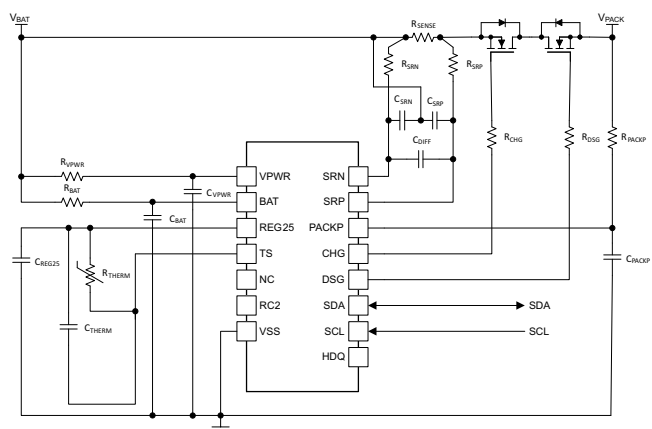 VBAT
VPACK
RSENSE
RSRN
RSRP
CSRN
CSRP
CDIFF
RCHG
RDSG
RPACKP
RVPWR
RBAT
CVPWR
CBAT
CREG25
RTHERM
CTHERM
CPACKP
VPWR
BAT
REG25
TS
NC
RC2
VSS
SRN
SRP
PACKP
CHG
DSG
SDA
SCL
HDQ
SDA
SCL